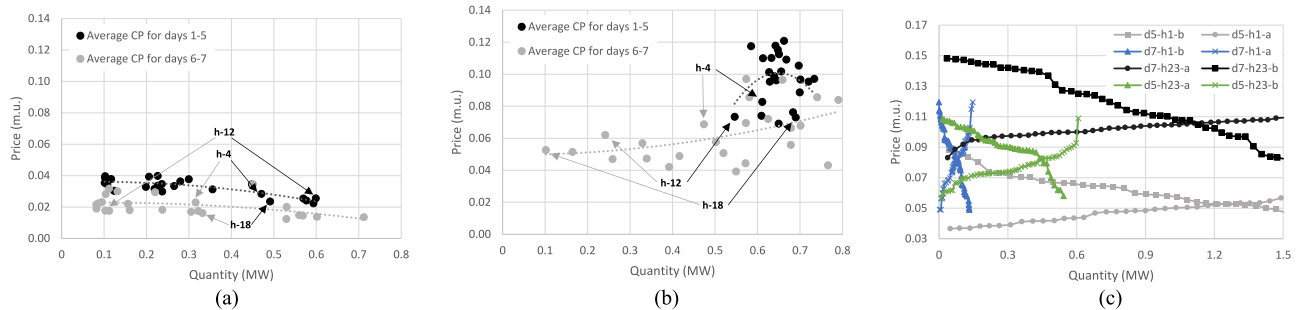 0.14
0.12
0.10
0.08
0.06
0.04
0.02
0.00
Price (m.u.)
Average CP for days 1-5
Average CP for days 6-7
h-12
h-4
h-18
0 0.1 0.2 0.3 0.4 0.5 0.6 0.7 0.8
Quantity (MW)
(a)
0.14
0.12
0.10
0.08
0.06
0.04
0.02
0.00
Price (m.u.)
Average CP for days 1-5
Average CP for days 6-7
h-4
h-12
h-18
0 0.1 0.2 0.3 0.4 0.5 0.6 0.7 0.8
Quantity (MW)
(b)
0.17
0.15
0.13
0.11
0.09
0.07
0.05
0.03
Price (m.u.)
d5-h1-b d5-h1-a
d7-h1-b d7-h1-a
d7-h23-a d7-h23-b
d5-h23-a d5-h23-b
0 0.3 0.6 0.9 1.2 1.5
Quantity (MW)
(c)